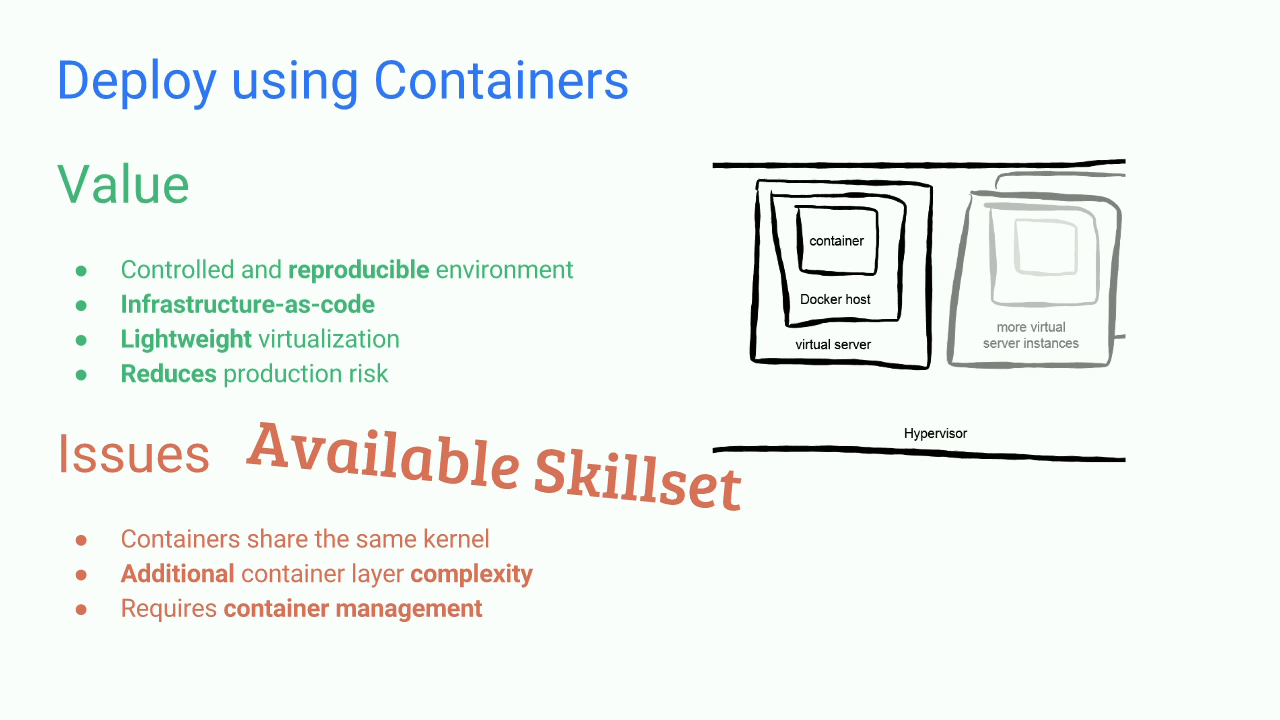 Deploy using Containers
Value
● Controlled and reproducible environment
● Infrastructure-as-code
● Lightweight virtualization
● Reduces production risk
Issues
Available Skillset
● Containers share the same kernel
● Additional container layer complexity
● Requires container management
container
Docker host
virtual server
more virtual
server instances
Hypervisor